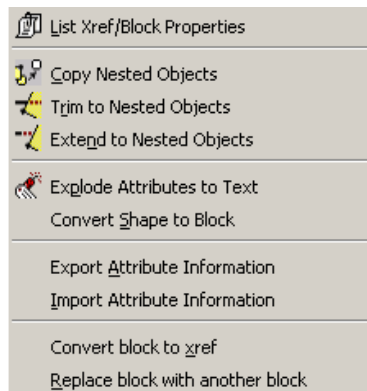 List Xref/Block Properties
Copy Nested Objects
Trim to Nested Objects
Extend to Nested Objects
Explode Attributes to Text
Convert Shape to Block
Export Attribute Information
Import Attribute Information
Convert block to xref
Replace block with another block